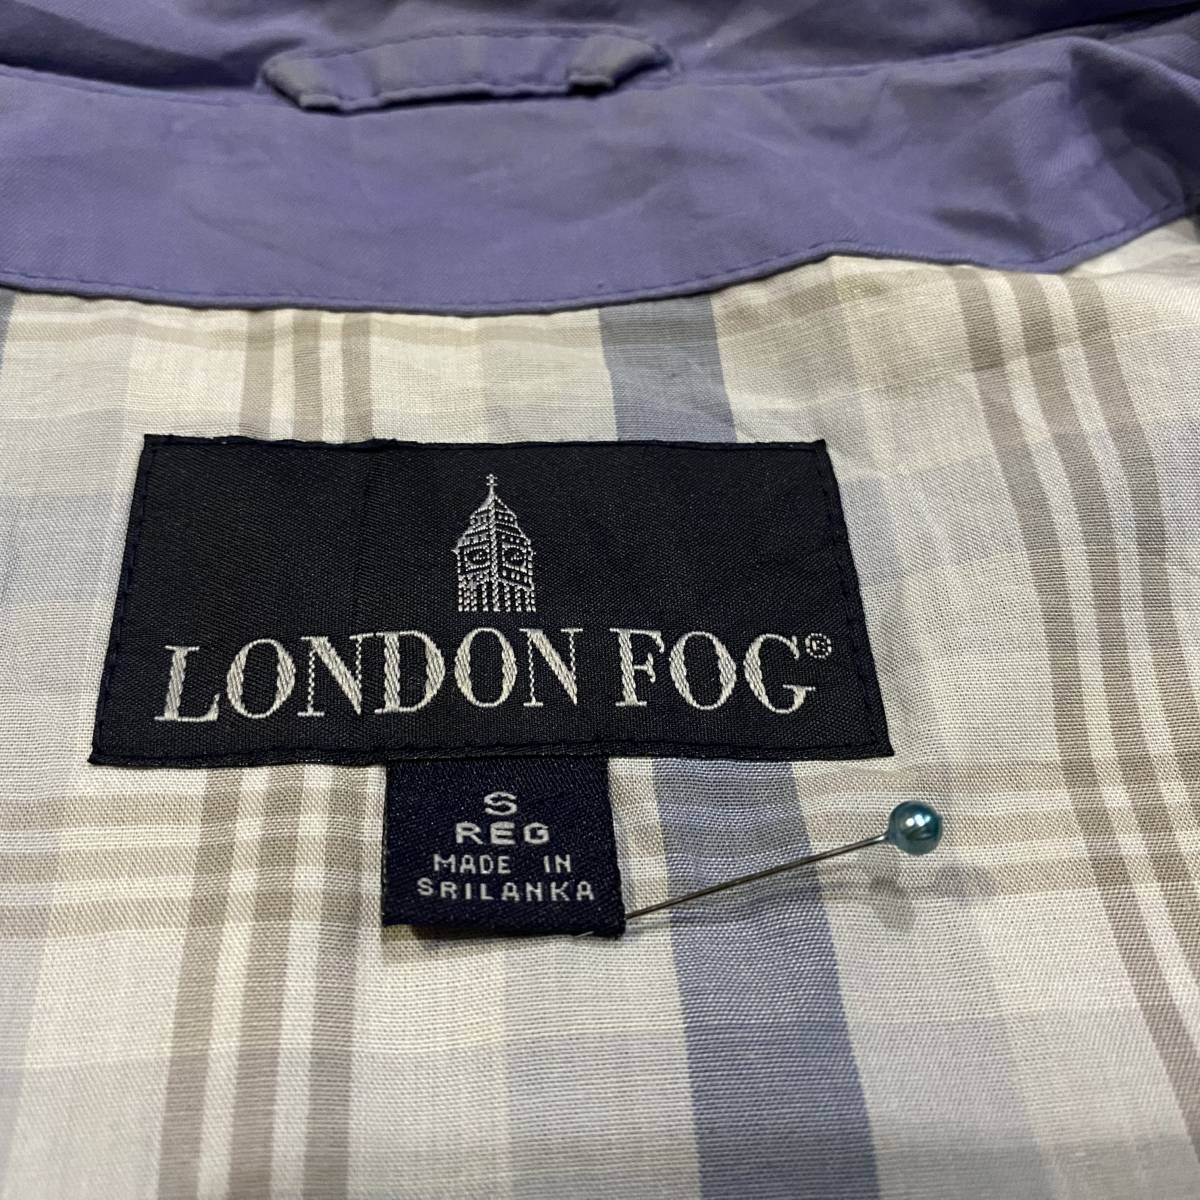 LONDON FOG®
S
REG
MADE IN
SRILANKA